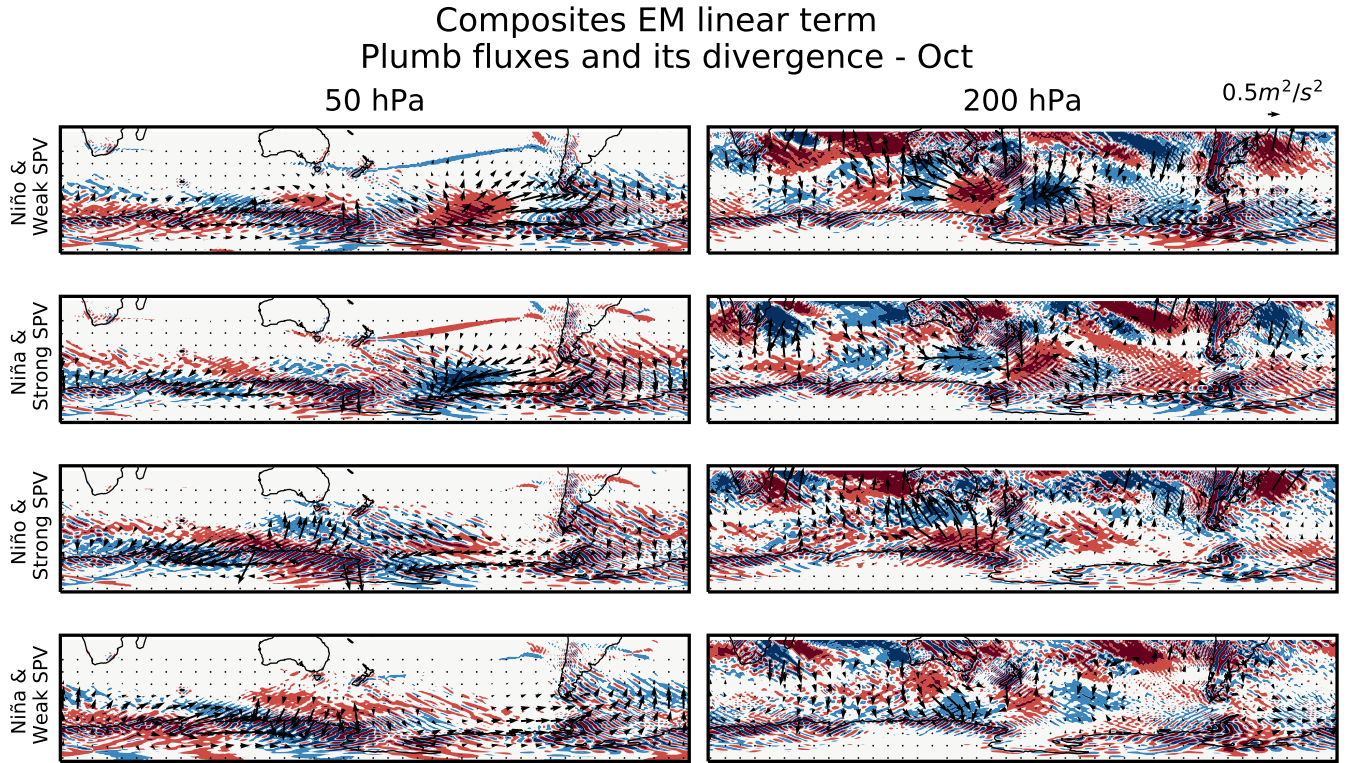 Composites EM linear term
Plumb fluxes and its divergence - Oct
50 hPa
200 hPa
0.5m²/s²
Niño &
Weak SPV
Niña &
Strong SPV
Niño &
Strong SPV
Niña &
Weak SPV